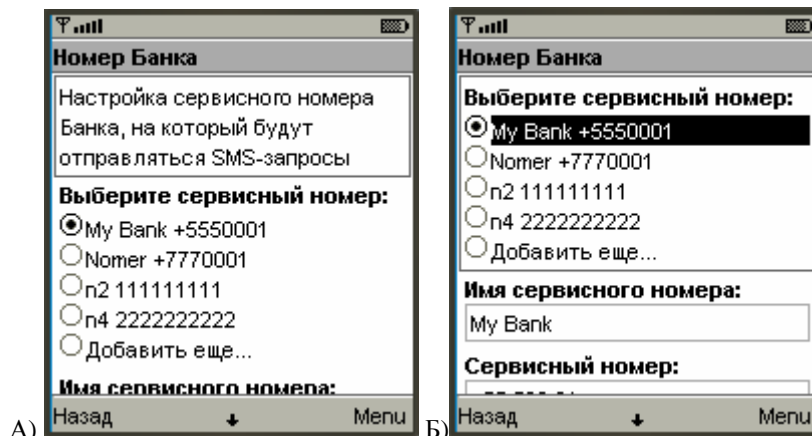 Номер Банка
Настройка сервисного номера
Банка, на который будут
отправляться SMS-запросы
Выберите сервисный номер:
My Bank +5550001
Nomer +7770001
n2 111111111
n4 2222222222
Добавить еще...
Имя сервисного номера:
Назад Menu
А)
Номер Банка
Выберите сервисный номер:
My Bank +5550001
Nomer +7770001
n2 111111111
n4 2222222222
Добавить еще...
Имя сервисного номера:
My Bank
Сервисный номер:
Назад Menu
Б)